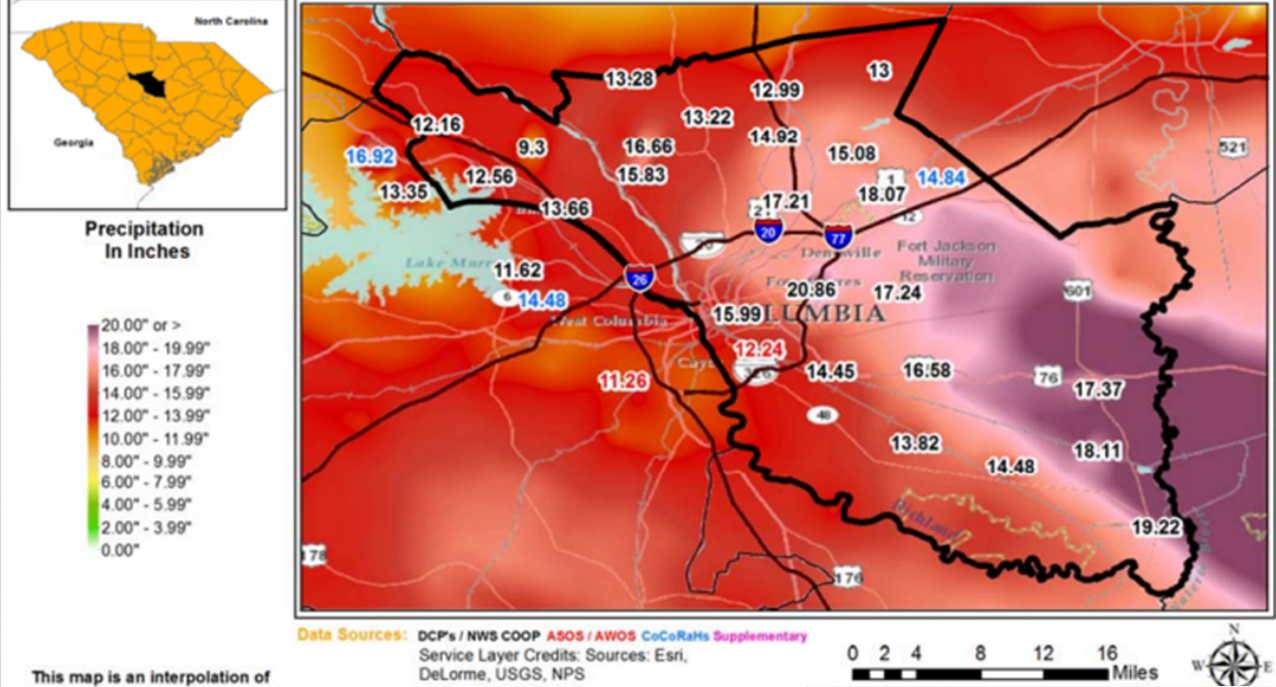 North Carolina
Georgia
Precipitation
In Inches
20.00" or >
18.00" - 19.99"
16.00" - 17.99"
14.00" - 15.99"
12.00" - 13.99"
10.00" - 11.99"
8.00" - 9.99"
6.00" - 7.99"
4.00" - 5.99"
2.00" - 3.99"
0.00"
This map is an interpolation of
13.28
13
12.99
13.22
12.16
14.92
9.3
16.66
15.08
521
16.92
15.83
12.56
1
14.84
13.35
18.07
17.21
13.66
12
20
77
Fort Jackson
Military
Reservation
Lake
11.62
26
20.86
17.24
601
6
14.48
15.99
West Columbia
12.24
11.26
14.45
16.58
76
17.37
48
13.82
18.11
14.48
Richland
19.22
178
176
Data Sources: DCP's / NWS COOP ASOS / AWOS CoCoRaHs Supplementary
Service Layer Credits: Sources: Esri,
DeLorme, USGS, NPS
0 2 4 8 12 16
Miles
N
W
E